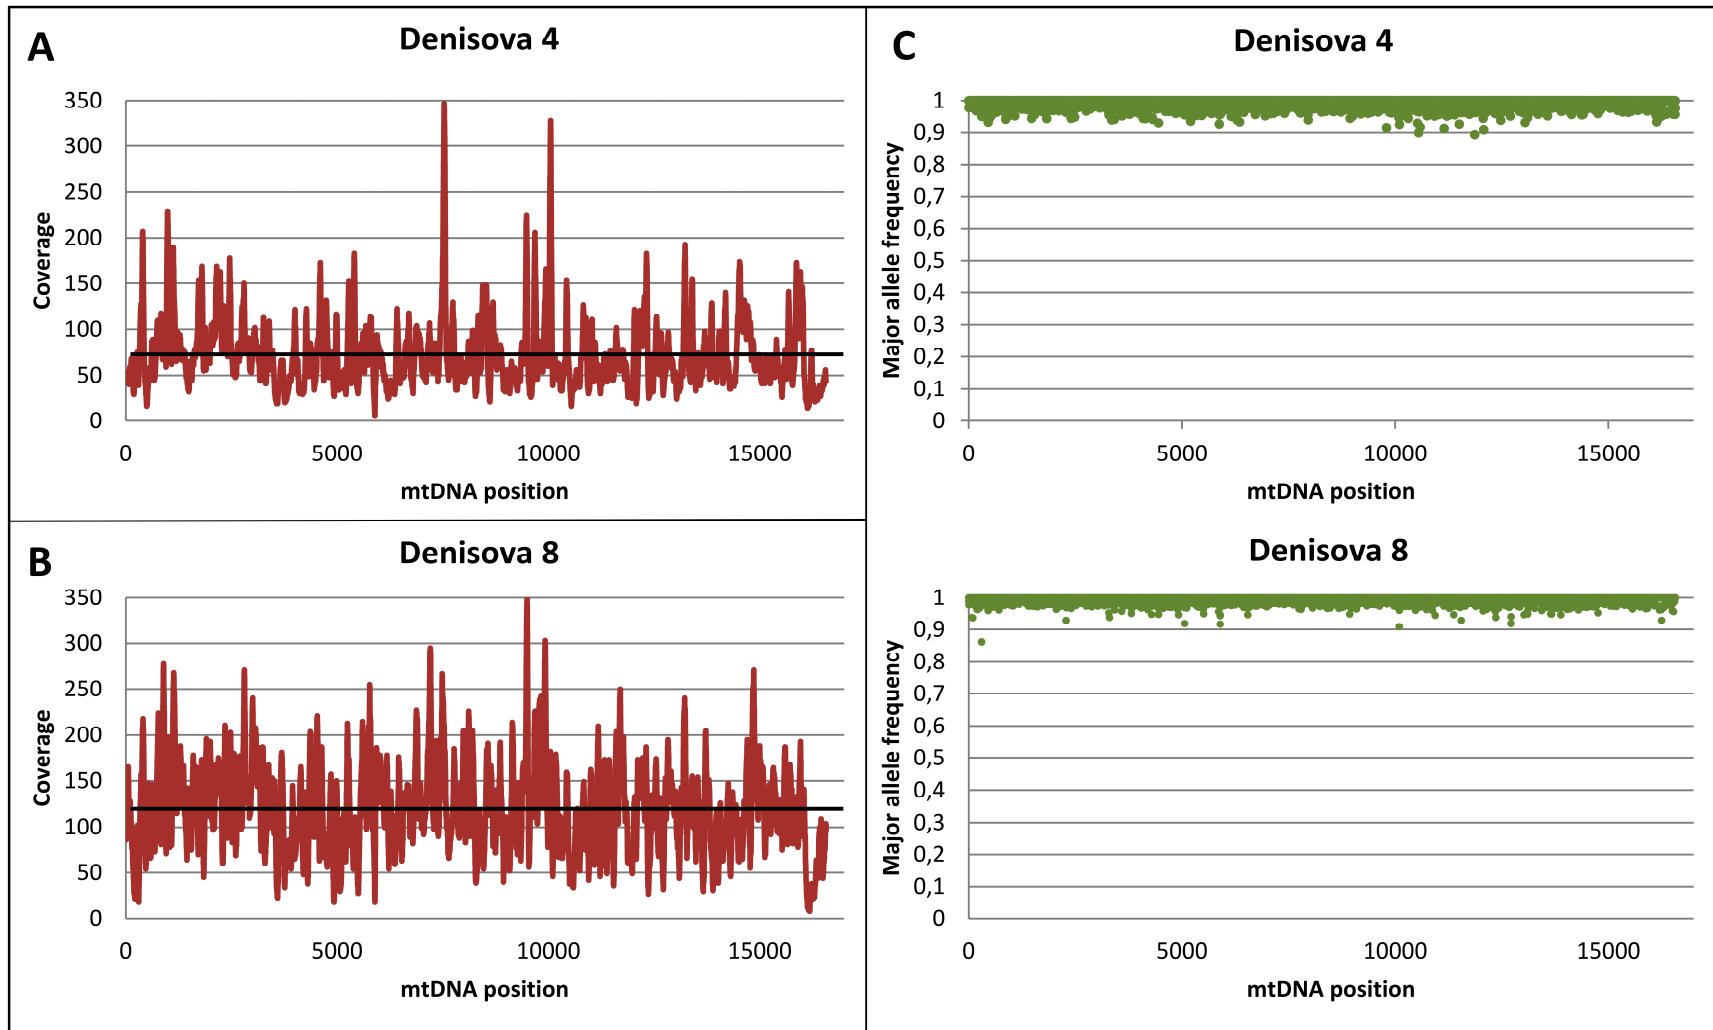 A
Denisova 4
350
300
250
200
150
100
50
0
Coverage
0 5000 10000 15000
mtDNA position
B
Denisova 8
350
300
250
200
150
100
50
0
Coverage
0 5000 10000 15000
mtDNA position
C
Denisova 4
1
0,9
0,8
0,7
0,6
0,5
0,4
0,3
0,2
0,1
0
Major allele frequency
0 5000 10000 15000
mtDNA position
Denisova 8
1
0,9
0,8
0,7
0,6
0,5
0,4
0,3
0,2
0,1
0
Major allele frequency
0 5000 10000 15000
mtDNA position